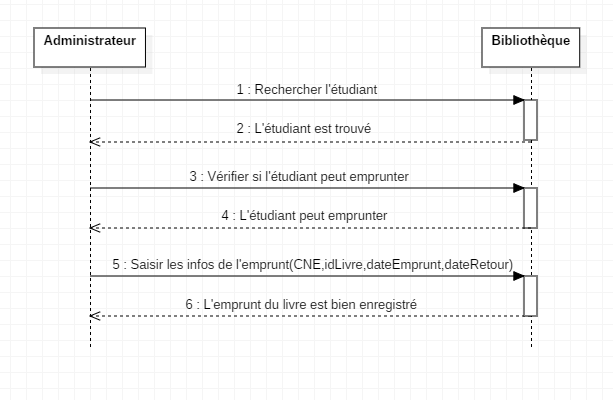 Administrateur
Bibliothèque
1 : Rechercher l'étudiant
2 : L'étudiant est trouvé
3 : Vérifier si l'étudiant peut emprunter
4 : L'étudiant peut emprunter
5 : Saisir les infos de l'emprunt(CNE,idLivre,dateEmprunt,dateRetour)
6 : L'emprunt du livre est bien enregistré